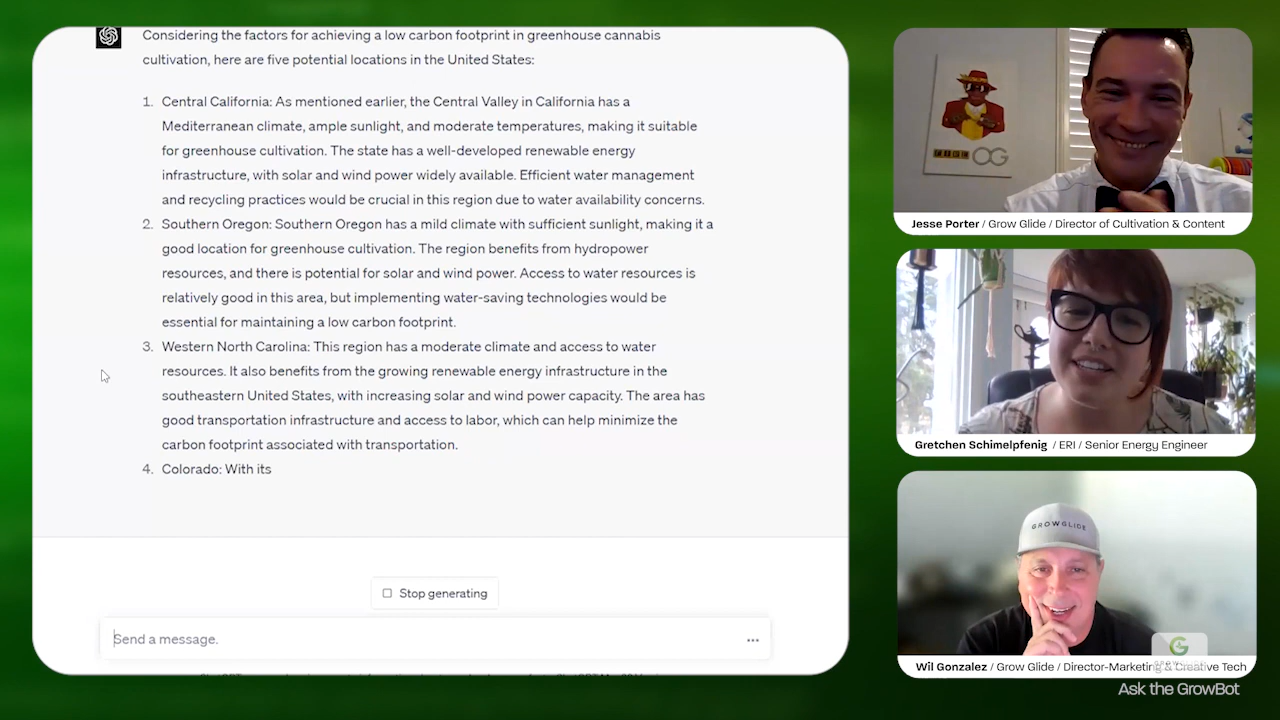 Considering the factors for achieving a low carbon footprint in greenhouse cannabis
cultivation, here are five potential locations in the United States:
1. Central California: As mentioned earlier, the Central Valley in California has a
Mediterranean climate, ample sunlight, and moderate temperatures, making it suitable
for greenhouse cultivation. The state has a well-developed renewable energy
infrastructure, with solar and wind power widely available. Efficient water management
and recycling practices would be crucial in this region due to water availability concerns.
2. Southern Oregon: Southern Oregon has a mild climate with sufficient sunlight, making it a
good location for greenhouse cultivation. The region benefits from hydropower
resources, and there is potential for solar and wind power. Access to water resources is
relatively good in this area, but implementing water-saving technologies would be
essential for maintaining a low carbon footprint.
3. Western North Carolina: This region has a moderate climate and access to water
resources. It also benefits from the growing renewable energy infrastructure in the
southeastern United States, with increasing solar and wind power capacity. The area has
good transportation infrastructure and access to labor, which can help minimize the
carbon footprint associated with transportation.
4. Colorado: With its
Stop generating
Send a message.
OG
Jesse Porter / Grow Glide / Director of Cultivation & Content
Gretchen Schimelpfenig / ERI / Senior Energy Engineer
GROWGLIDE
Wil Gonzalez / Grow Glide / Director-Marketing & Creative Tech
Ask the GrowBot